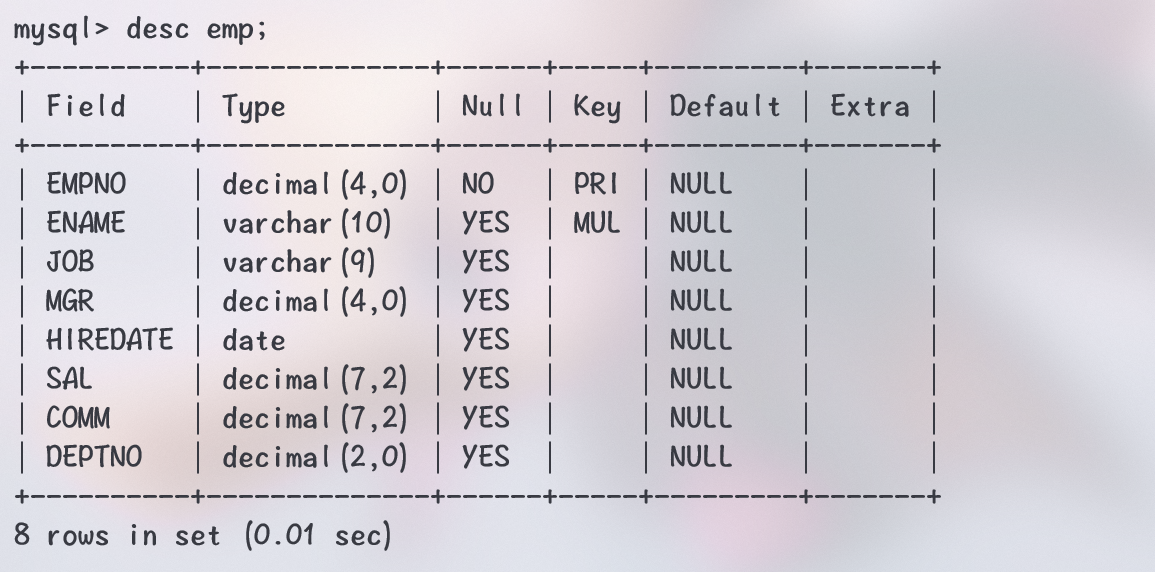 mysql> desc emp;
+----------+---------------+------+-----+---------+-------+
| Field    | Type          | Null | Key | Default | Extra |
+----------+---------------+------+-----+---------+-------+
| EMPNO    | decimal(4,0)  | NO   | PRI | NULL    |       |
| ENAME    | varchar(10)   | YES  | MUL | NULL    |       |
| JOB      | varchar(9)    | YES  |     | NULL    |       |
| MGR      | decimal(4,0)  | YES  |     | NULL    |       |
| HIREDATE | date          | YES  |     | NULL    |       |
| SAL      | decimal(7,2)  | YES  |     | NULL    |       |
| COMM     | decimal(7,2)  | YES  |     | NULL    |       |
| DEPTNO   | decimal(2,0)  | YES  |     | NULL    |       |
+----------+---------------+------+-----+---------+-------+
8 rows in set (0.01 sec)